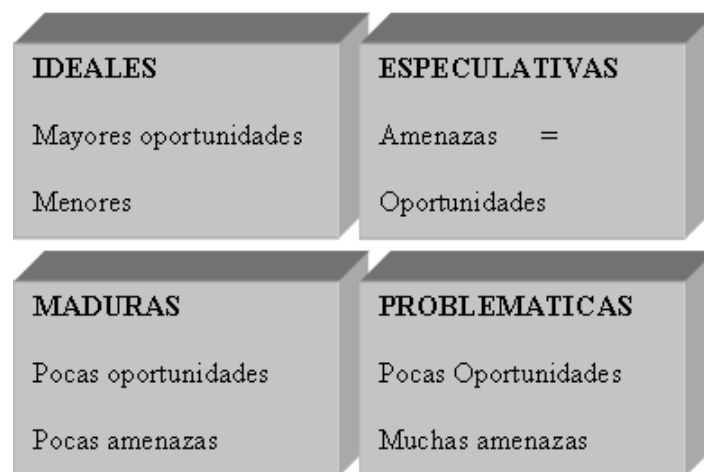 IDEALES
Mayores oportunidades
Menores
ESPECULATIVAS
Amenazas =
Oportunidades
MADURAS
Pocas oportunidades
Pocas amenazas
PROBLEMATICAS
Pocas Oportunidades
Muchas amenazas